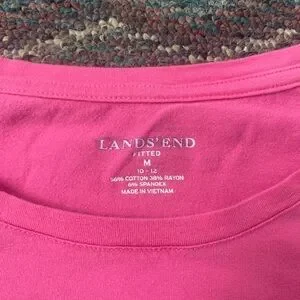 LANDS' END
FITTED
M
10 - 12
56% COTTON 38% RAYON
6% SPANDEX
MADE IN VIETNAM